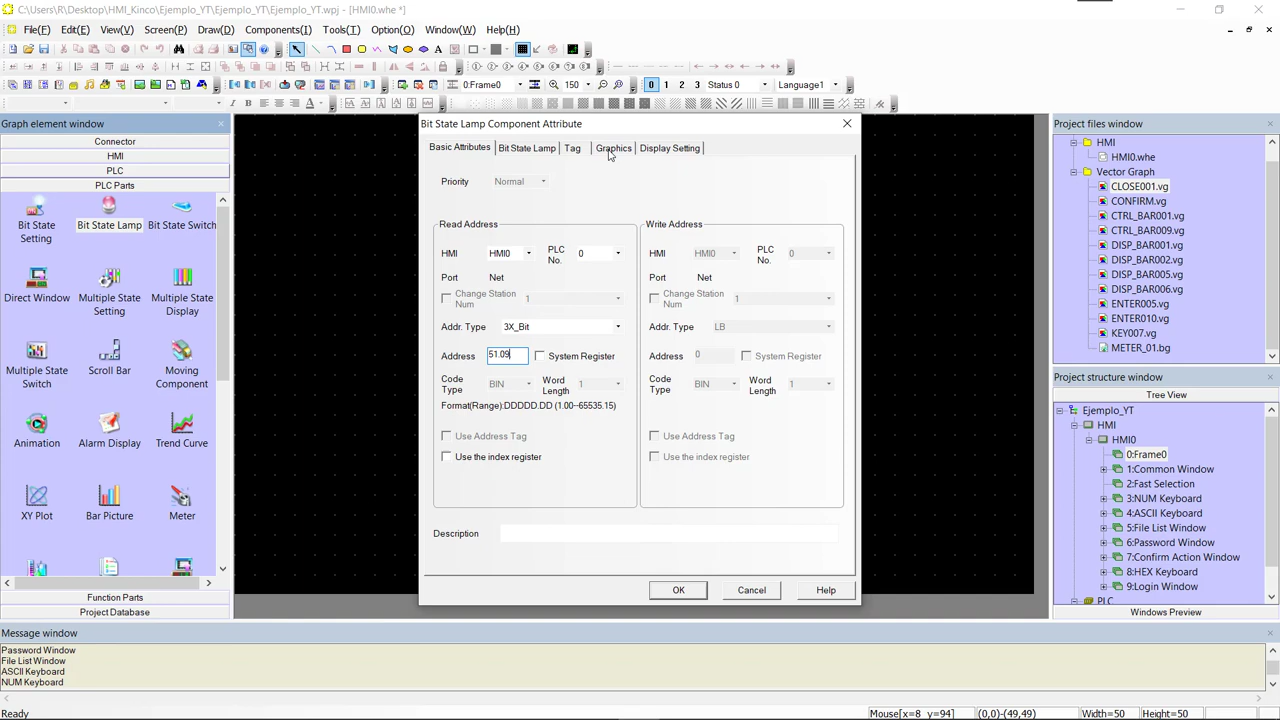 C:\Users\R\Desktop\HMI_Kinco\Ejemplo_YT\Ejemplo_YT\Ejemplo_YT.wpj - [HMI0.whe *]
File(F) Edit(E) View(V) Screen(P) Draw(D) Components(I) Tools(T) Option(O) Window(W) Help(H)
0:Frame0 150 0 1 2 3 Status 0 Language1
Graph element window
Connector
HMI
PLC
PLC Parts
Bit State Setting
Bit State Lamp
Bit State Switch
Direct Window
Multiple State Setting
Multiple State Display
Multiple State Switch
Scroll Bar
Moving Component
Animation
Alarm Display
Trend Curve
XY Plot
Bar Picture
Meter
Function Parts
Project Database
Bit State Lamp Component Attribute
Basic Attributes Bit State Lamp Tag Graphics Display Setting
Priority Normal
Read Address
HMI HMI0 PLC No. 0
Port Net
Change Station Num 1
Addr. Type 3X_Bit
Address 51.09 System Register
Code Type BIN Word Length 1
Format(Range):DDDDD.DD (1.00--65535.15)
Use Address Tag
Use the index register
Write Address
HMI HMI0 PLC No. 0
Port Net
Change Station Num 1
Addr. Type LB
Address 0 System Register
Code Type BIN Word Length 1
Use Address Tag
Use the index register
Description
OK Cancel Help
Project files window
HMI
HMI0.whe
Vector Graph
CLOSE001.vg
CONFIRM.vg
CTRL_BAR001.vg
CTRL_BAR009.vg
DISP_BAR001.vg
DISP_BAR002.vg
DISP_BAR005.vg
DISP_BAR006.vg
ENTER005.vg
ENTER010.vg
KEY007.vg
METER_01.bg
Project structure window
Tree View
Ejemplo_YT
HMI
HMI0
0:Frame0
1:Common Window
2:Fast Selection
3:NUM Keyboard
4:ASCII Keyboard
5:File List Window
6:Password Window
7:Confirm Action Window
8:HEX Keyboard
9:Login Window
PLC
Windows Preview
Message window
Password Window
File List Window
ASCII Keyboard
NUM Keyboard
Ready Mouse[x=8 y=94] (0,0)-(49,49) Width=50 Height=50